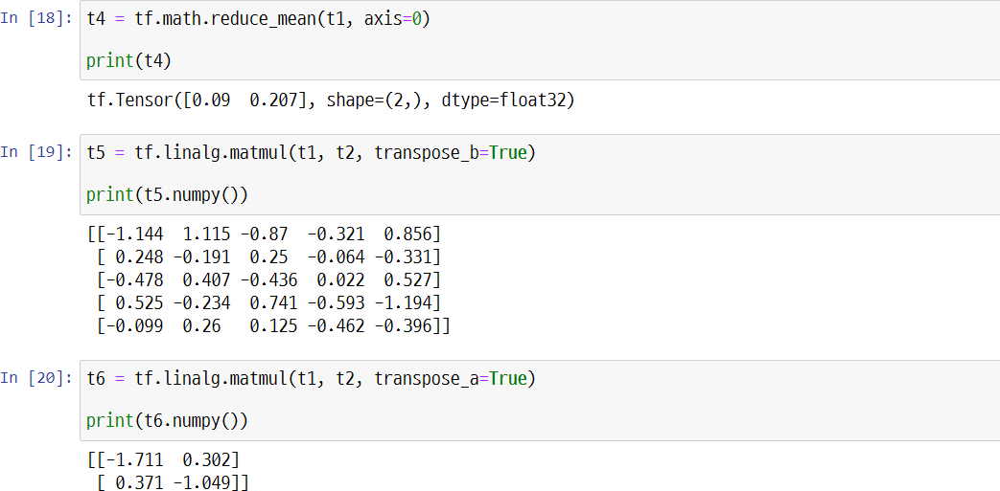 In [18]: t4 = tf.math.reduce_mean(t1, axis=0)
print(t4)
tf.Tensor([0.09  0.207], shape=(2,), dtype=float32)
In [19]: t5 = tf.linalg.matmul(t1, t2, transpose_b=True)
print(t5.numpy())
[[-1.144  1.115 -0.87  -0.321  0.856]
 [ 0.248 -0.191  0.25  -0.064 -0.331]
 [-0.478  0.407 -0.436  0.022  0.527]
 [ 0.525 -0.234  0.741 -0.593 -1.194]
 [-0.099  0.26   0.125 -0.462 -0.396]]
In [20]: t6 = tf.linalg.matmul(t1, t2, transpose_a=True)
print(t6.numpy())
[[-1.711  0.302]
 [ 0.371 -1.049]]